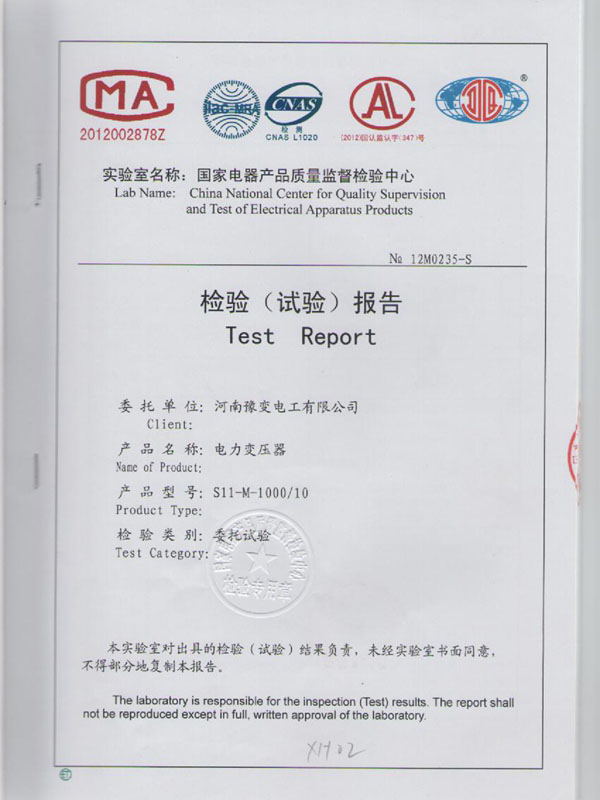 MA
2012002878Z
ilac-MRA
CNAS
检测
CNAS L1020
AL
(2012)国认监认字(347)号
®
实验室名称：国家电器产品质量监督检验中心
Lab Name: China National Center for Quality Supervision
and Test of Electrical Apparatus Products
№ 12M0235-S
检验（试验）报告
Test Report
委托单位：河南豫变电工有限公司
Client:
产品名称：电力变压器
Name of Product:
产品型号：S11-M-1000/10
Product Type:
检验类别：委托试验
Test Category:
检验专用章
本实验室对出具的检验（试验）结果负责，未经实验室书面同意，
不得部分地复制本报告。
The laboratory is responsible for the inspection (Test) results. The report shall
not be reproduced except in full, written approval of the laboratory.